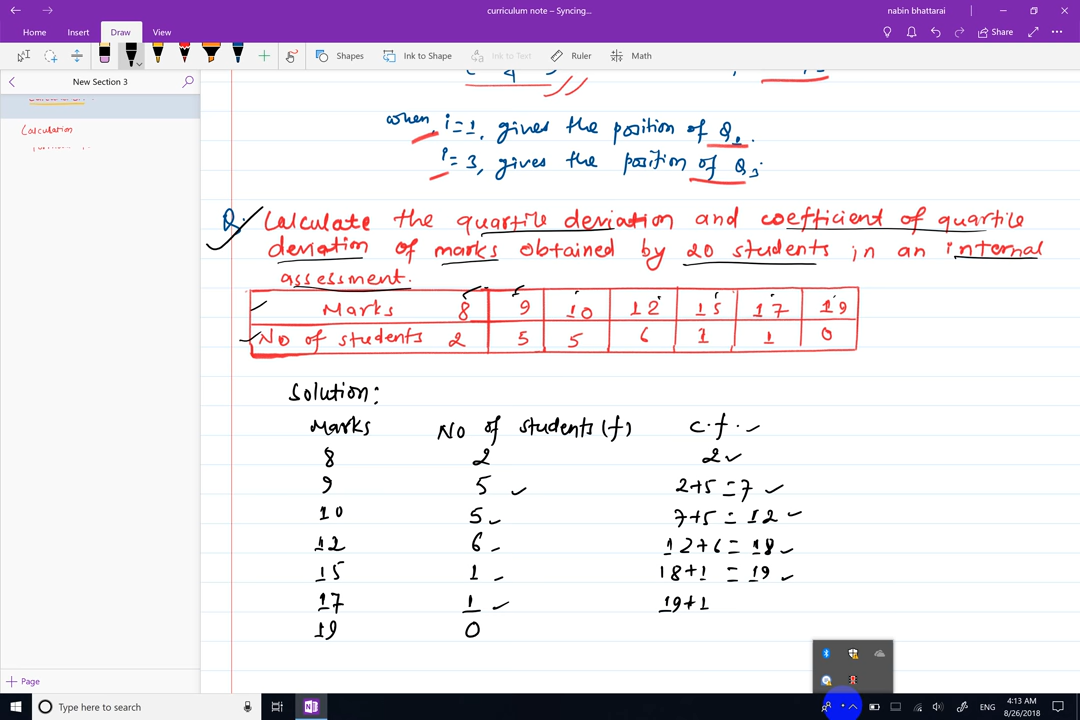 curriculum note – Syncing...
nabin bhattarai
Home Insert Draw View
Share
Shapes Ink to Shape Ink to Text Ruler Math
New Section 3
Calculation
when, i=1, gives the position of Q1.
i=3, gives the position of Q3.
Q. Calculate the quartile deviation and coefficient of quartile
deviation of marks obtained by 20 students in an internal
assessment.
Marks 8 9 10 12 15 17 19
No of students 2 5 5 6 1 1 0
Solution:
Marks No of students (f) c.f.
8 2 2
9 5 2+5=7
10 5 7+5=12
12 6 12+6=18
15 1 18+1=19
17 1 19+1
19 0
+ Page
Type here to search
4:13 AM
8/26/2018